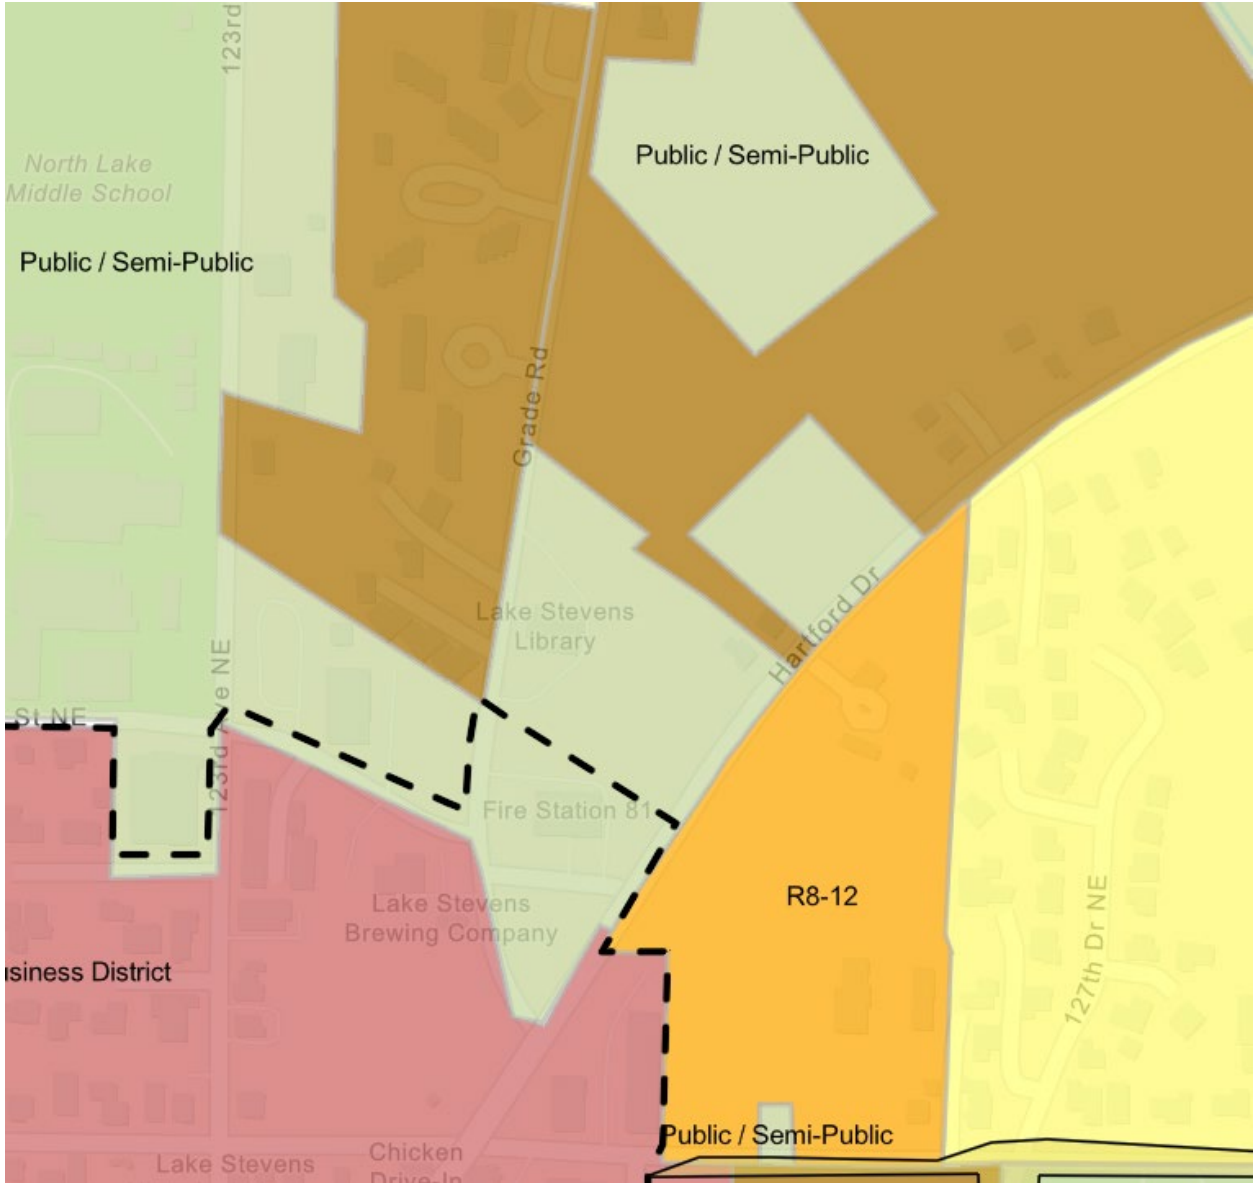 123rd
North Lake
Middle School
Public / Semi-Public
Public / Semi-Public
Grade Rd
Lake Stevens
Library
Hartford Dr
St NE
123rd Ave NE
Fire Station 81
Lake Stevens
Brewing Company
R8-12
usiness District
127th Dr NE
Public / Semi-Public
Lake Stevens
Chicken
Drive-In